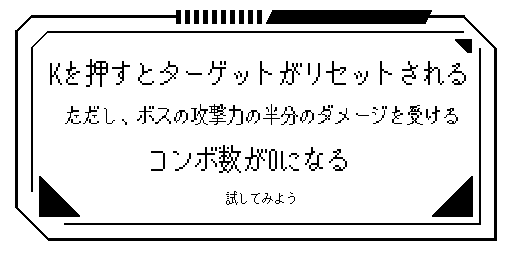 Kを押すとターゲットがリセットされる
ただし、ボスの攻撃力の半分のダメージを受ける
コンボ数が0になる
試してみよう